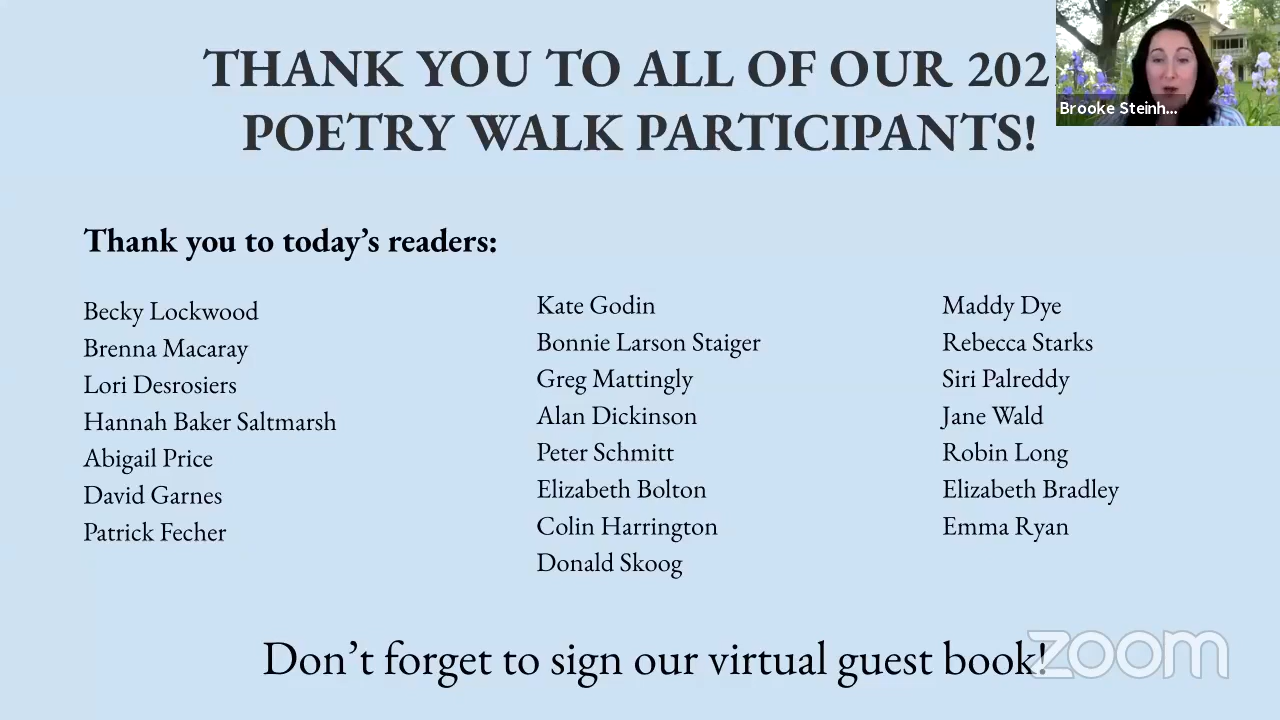 THANK YOU TO ALL OF OUR 202
POETRY WALK PARTICIPANTS!
Brooke Steinh...
Thank you to today's readers:
Becky Lockwood
Brenna Macaray
Lori Desrosiers
Hannah Baker Saltmarsh
Abigail Price
David Garnes
Patrick Fecher
Kate Godin
Bonnie Larson Staiger
Greg Mattingly
Alan Dickinson
Peter Schmitt
Elizabeth Bolton
Colin Harrington
Donald Skoog
Maddy Dye
Rebecca Starks
Siri Palreddy
Jane Wald
Robin Long
Elizabeth Bradley
Emma Ryan
Don't forget to sign our virtual guest book!
zoom